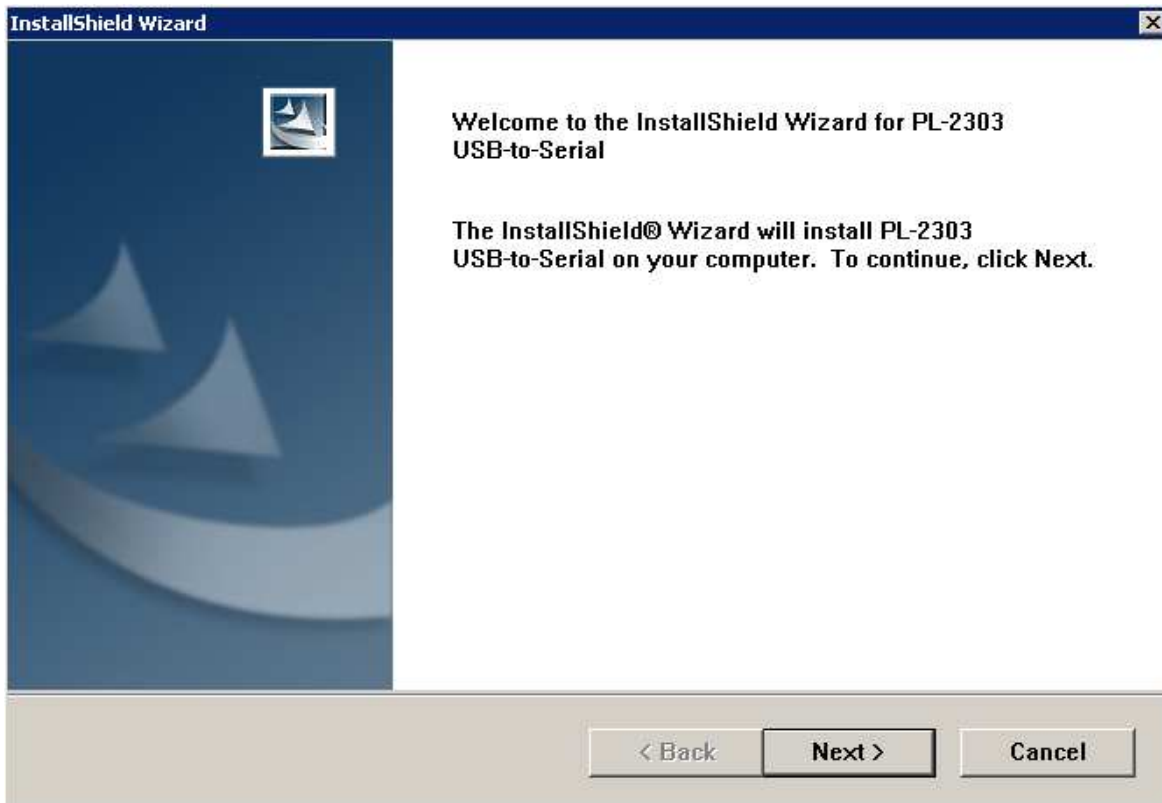 InstallShield Wizard
Welcome to the InstallShield Wizard for PL-2303
USB-to-Serial
The InstallShield® Wizard will install PL-2303
USB-to-Serial on your computer.  To continue, click Next.
< Back
Next >
Cancel